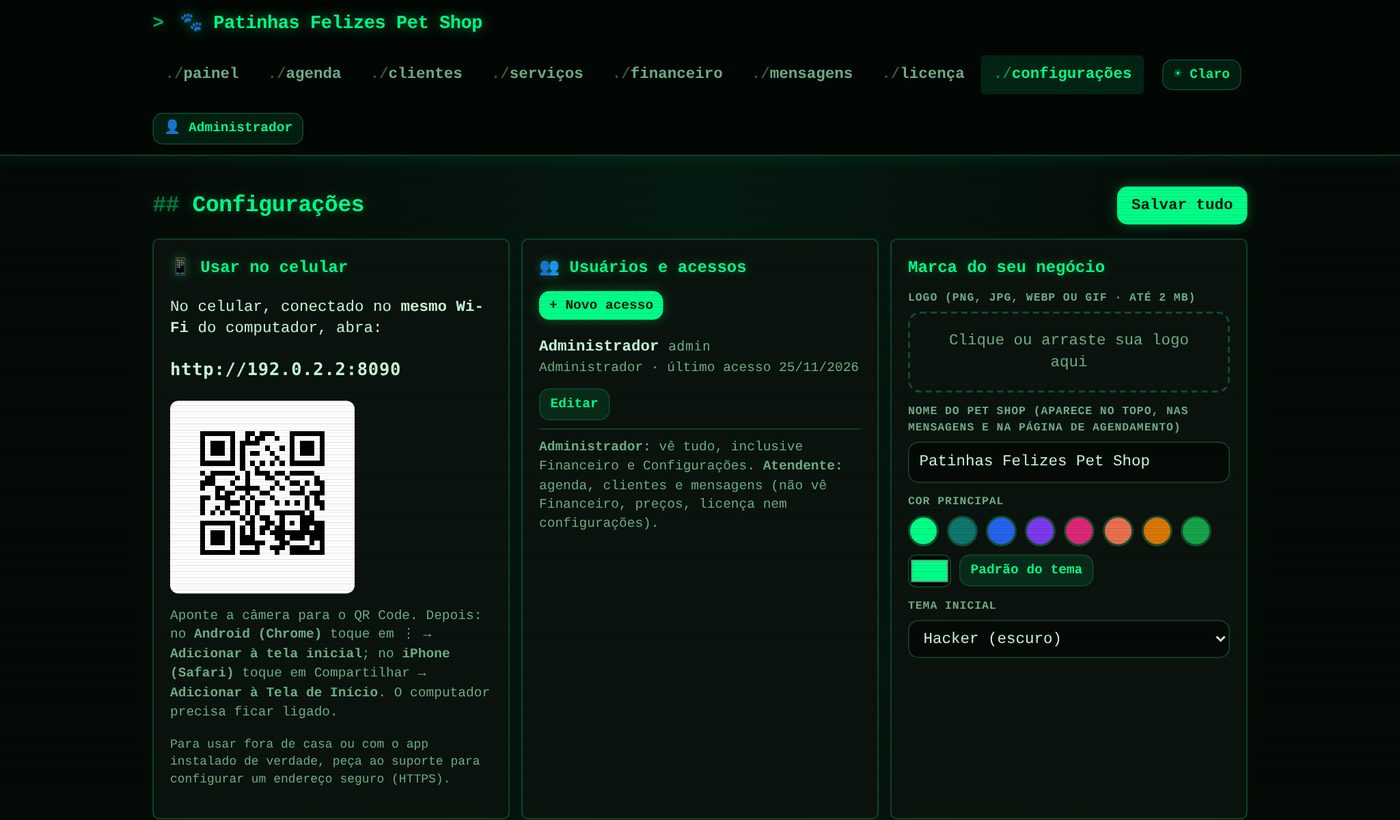 > 🐾 Patinhas Felizes Pet Shop
./painel ./agenda ./clientes ./serviços ./financeiro ./mensagens ./licença ./configurações ☀ Claro
👤 Administrador
## Configurações
Salvar tudo
📱 Usar no celular
No celular, conectado no mesmo Wi-
Fi do computador, abra:
http://192.0.2.2:8090
Aponte a câmera para o QR Code. Depois:
no Android (Chrome) toque em ⋮ →
Adicionar à tela inicial; no iPhone
(Safari) toque em Compartilhar →
Adicionar à Tela de Início. O computador
precisa ficar ligado.
Para usar fora de casa ou com o app
instalado de verdade, peça ao suporte para
configurar um endereço seguro (HTTPS).
👥 Usuários e acessos
+ Novo acesso
Administrador admin
Administrador · último acesso 25/11/2026
Editar
Administrador: vê tudo, inclusive
Financeiro e Configurações. Atendente:
agenda, clientes e mensagens (não vê
Financeiro, preços, licença nem
configurações).
Marca do seu negócio
LOGO (PNG, JPG, WEBP OU GIF · ATÉ 2 MB)
Clique ou arraste sua logo
aqui
NOME DO PET SHOP (APARECE NO TOPO, NAS
MENSAGENS E NA PÁGINA DE AGENDAMENTO)
Patinhas Felizes Pet Shop
COR PRINCIPAL
Padrão do tema
TEMA INICIAL
Hacker (escuro)